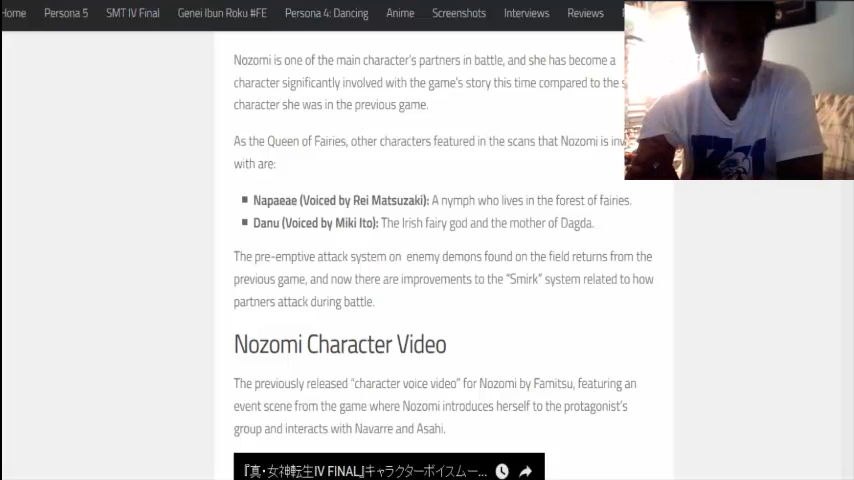 Home Persona 5 SMT IV Final Genei Ibun Roku #FE Persona 4: Dancing Anime Screenshots Interviews Reviews
Nozomi is one of the main character's partners in battle, and she has become a
character significantly involved with the game's story this time compared to the
character she was in the previous game.
As the Queen of Fairies, other characters featured in the scans that Nozomi is
with are:
Napaeae (Voiced by Rei Matsuzaki): A nymph who lives in the forest of fairies.
Danu (Voiced by Miki Ito): The Irish fairy god and the mother of Dagda.
The pre-emptive attack system on enemy demons found on the field returns from the
previous game, and now there are improvements to the "Smirk" system related to how
partners attack during battle.
Nozomi Character Video
The previously released "character voice video" for Nozomi by Famitsu, featuring an
event scene from the game where Nozomi introduces herself to the protagonist's
group and interacts with Navarre and Asahi.
『真・女神転生IV FINAL』キャラクターボイスムー...